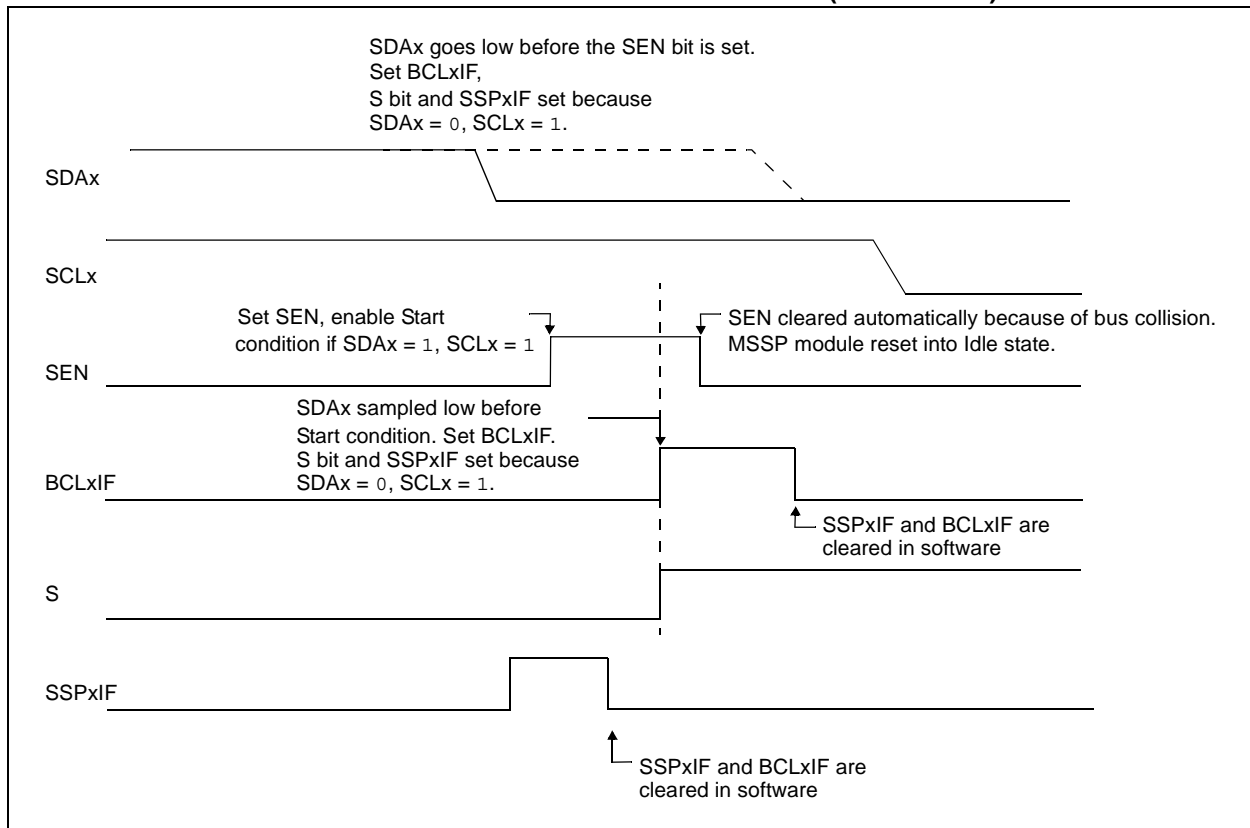 SDAx goes low before the SEN bit is set.
Set BCLxIF,
S bit and SSPxIF set because
SDAx = 0, SCLx = 1.
SDAx
SCLx
Set SEN, enable Start
condition if SDAx = 1, SCLx = 1
SEN cleared automatically because of bus collision.
MSSP module reset into Idle state.
SEN
SDAx sampled low before
Start condition. Set BCLxIF.
S bit and SSPxIF set because
SDAx = 0, SCLx = 1.
BCLxIF
SSPxIF and BCLxIF are
cleared in software
S
SSPxIF
SSPxIF and BCLxIF are
cleared in software